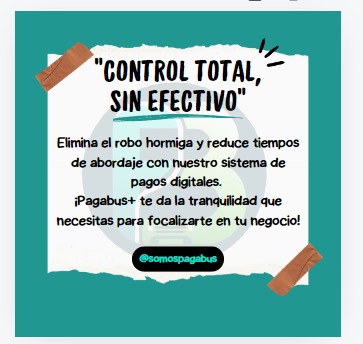 "CONTROL TOTAL,
SIN EFECTIVO"
Elimina el robo hormiga y reduce tiempos
de abordaje con nuestro sistema de
pagos digitales.
¡Pagabus+ te da la tranquilidad que
necesitas para focalizarte en tu negocio!
@somospagabus